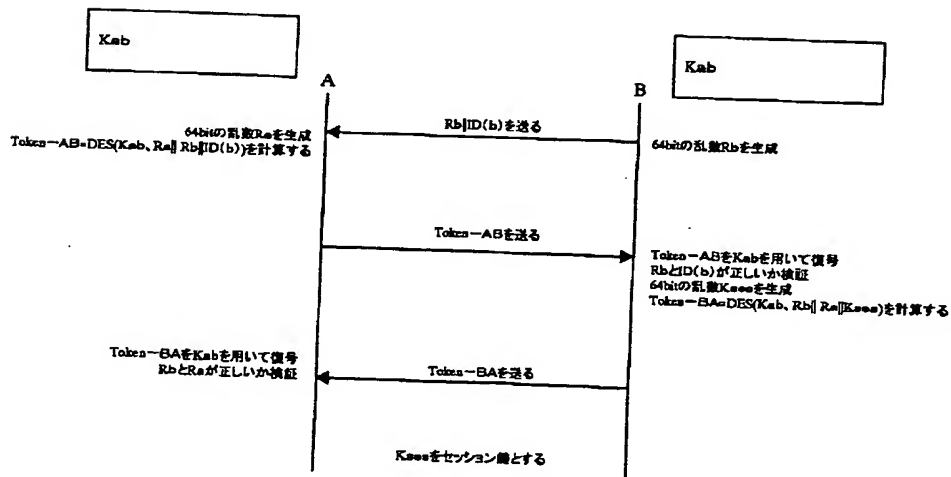 Kab
Kab
A
B
Rb‖ID(b)を送る
64bitの乱数Raを生成
Token－AB=DES(Kab、Ra‖ Rb‖ID(b))を計算する
64bitの乱数Rbを生成
Token－ABを送る
Token－ABをKabを用いて復号
RbとID(b)が正しいか検証
64bitの乱数Ksesを生成
Token－BA=DES(Kab、Rb‖ Ra‖Kses)を計算する
Token－BAをKabを用いて復号
RbとRaが正しいか検証
Token－BAを送る
Ksesをセッション鍵とする